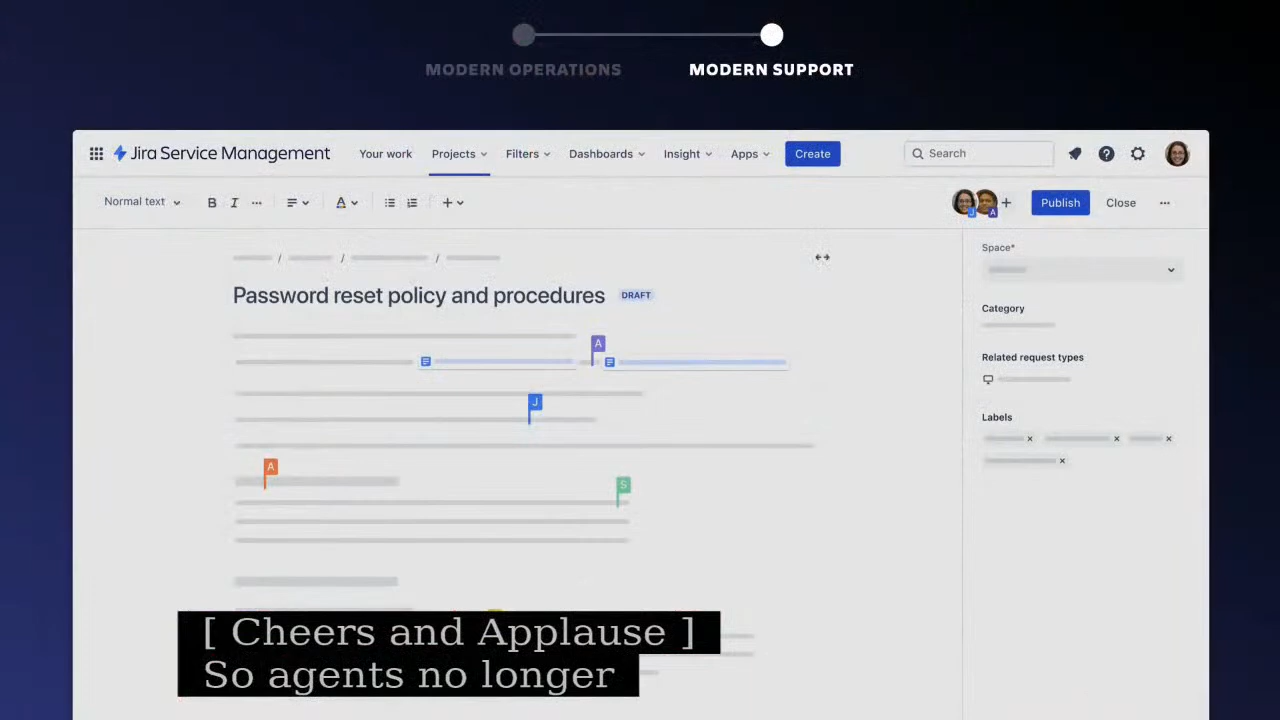 MODERN OPERATIONS
MODERN SUPPORT
Jira Service Management
Your work
Projects
Filters
Dashboards
Insight
Apps
Create
Search
Normal text
B
I
A
J
A
Publish
Close
/ / /
Space*
Password reset policy and procedures
DRAFT
Category
A
Related request types
J
Labels
A
S
[ Cheers and Applause ]
So agents no longer